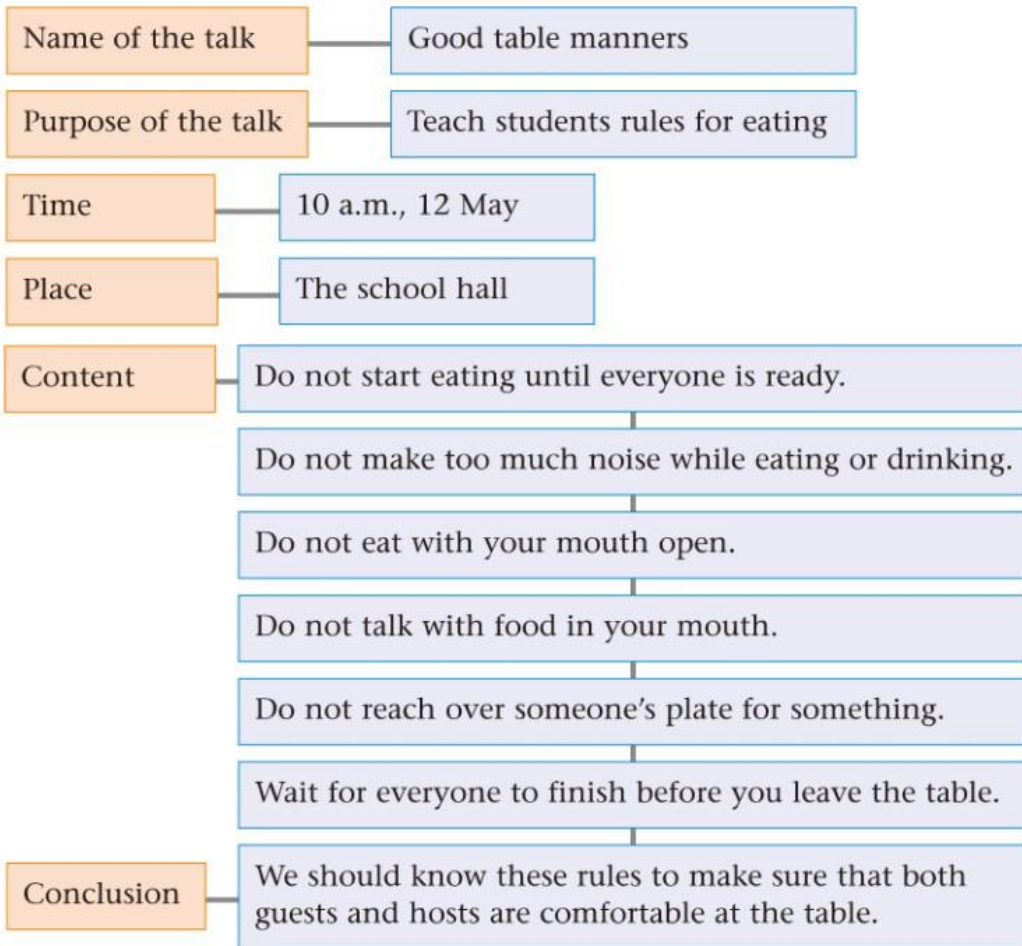 Name of the talk
Good table manners
Purpose of the talk
Teach students rules for eating
Time
10 a.m., 12 May
Place
The school hall
Content
Do not start eating until everyone is ready.
Do not make too much noise while eating or drinking.
Do not eat with your mouth open.
Do not talk with food in your mouth.
Do not reach over someone's plate for something.
Wait for everyone to finish before you leave the table.
Conclusion
We should know these rules to make sure that both
guests and hosts are comfortable at the table.